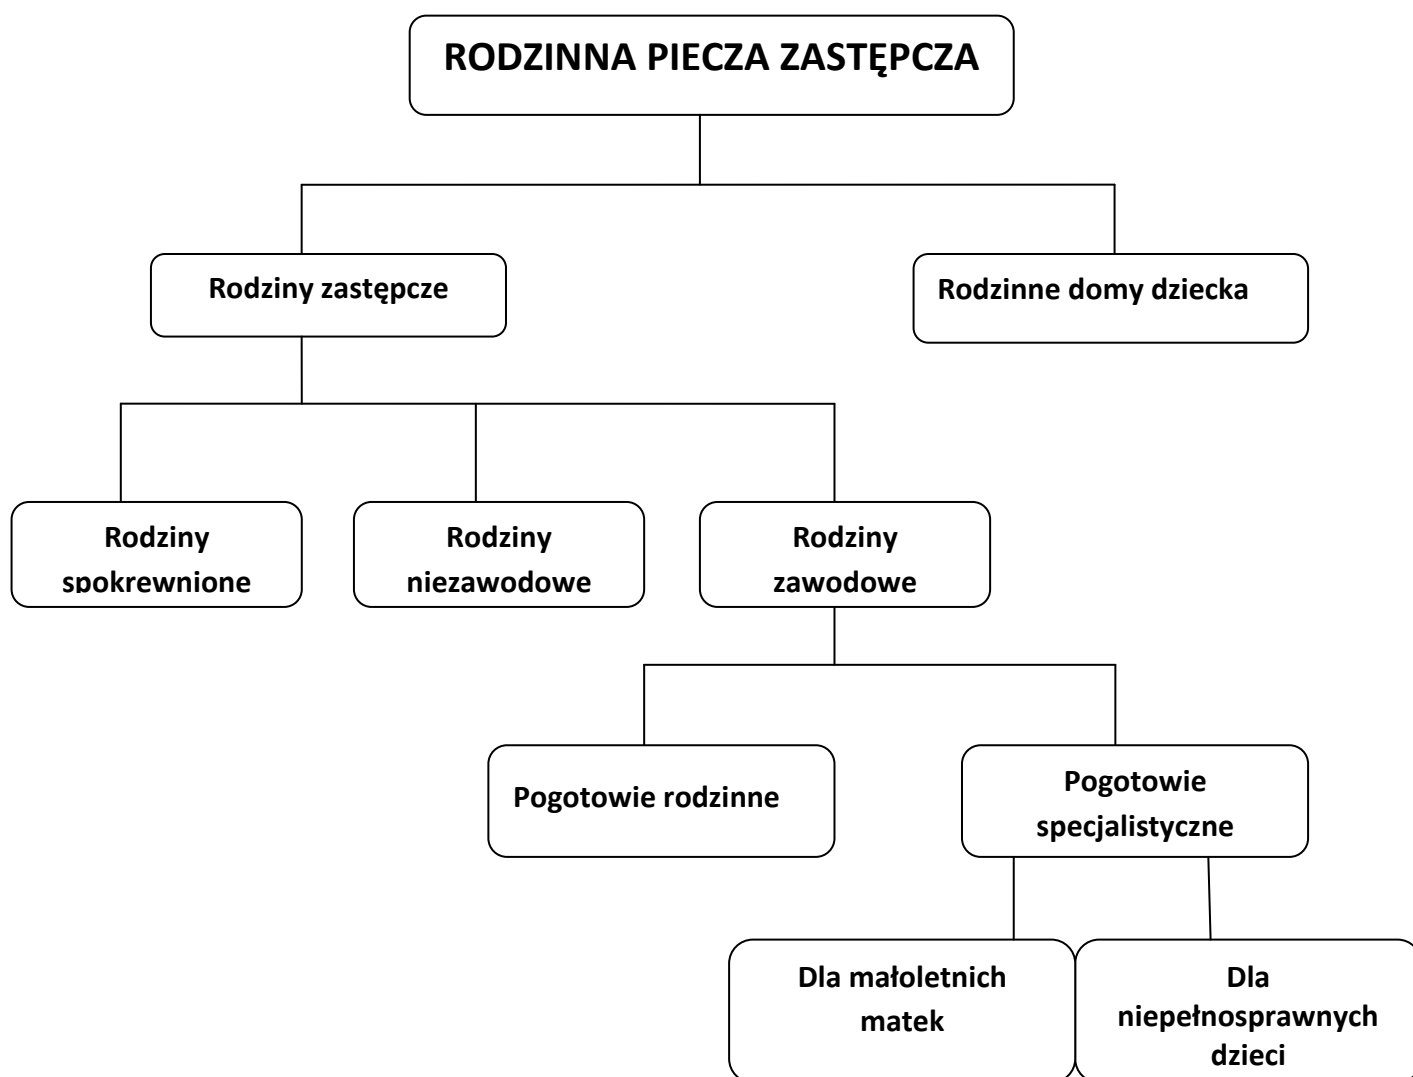 RODZINNA PIECZA ZASTĘPCZA
Rodziny zastępcze
Rodzinne domy dziecka
Rodziny
spokrewnione
Rodziny
niezawodowe
Rodziny
zawodowe
Pogotowie rodzinne
Pogotowie
specjalistyczne
Dla małoletnich
matek
Dla
niepełnosprawnych
dzieci